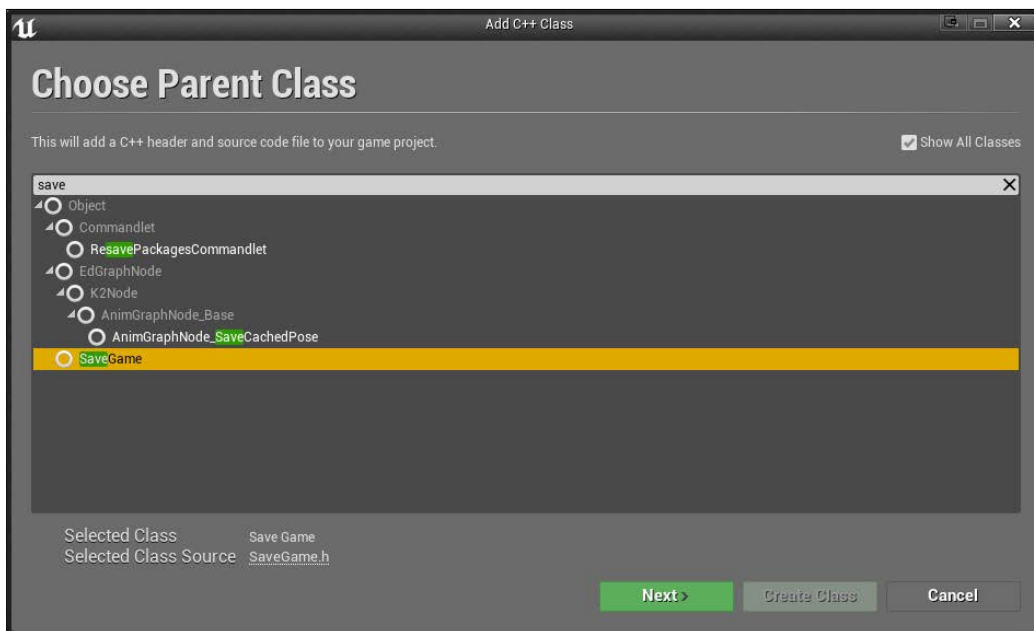 Add C++ Class
Choose Parent Class
This will add a C++ header and source code file to your game project.
Show All Classes
save
Object
Commandlet
ResavePackagesCommandlet
EdGraphNode
K2Node
AnimGraphNode_Base
AnimGraphNode_SaveCachedPose
SaveGame
Selected Class Save Game
Selected Class Source SaveGame.h
Next > Create Class Cancel